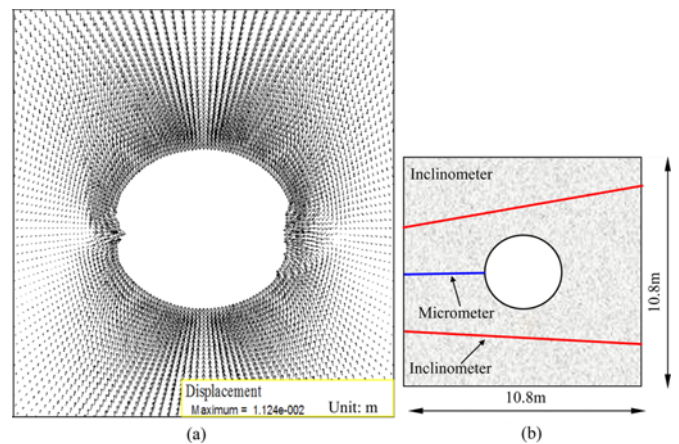 Displacement
Maximum = 1.124e-002 Unit: m
(a)
Inclinometer
Micrometer
Inclinometer
10.8m
10.8m
(b)